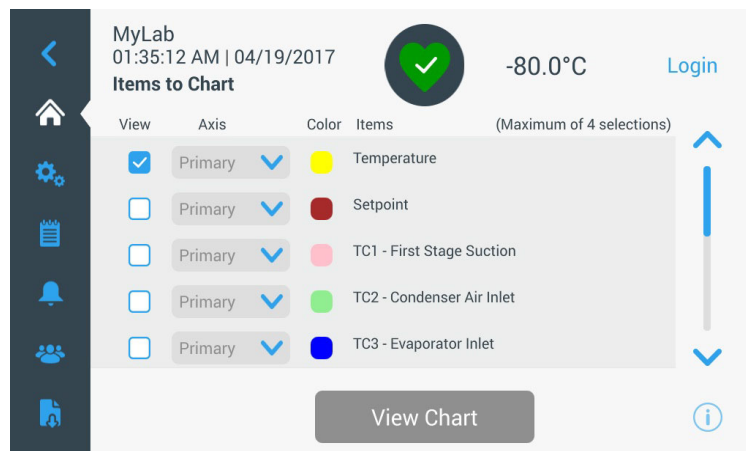 MyLab
01:35:12 AM | 04/19/2017
Items to Chart
-80.0°C
Login
View Axis Color Items (Maximum of 4 selections)
Primary Temperature
Primary Setpoint
Primary TC1 - First Stage Suction
Primary TC2 - Condenser Air Inlet
Primary TC3 - Evaporator Inlet
View Chart